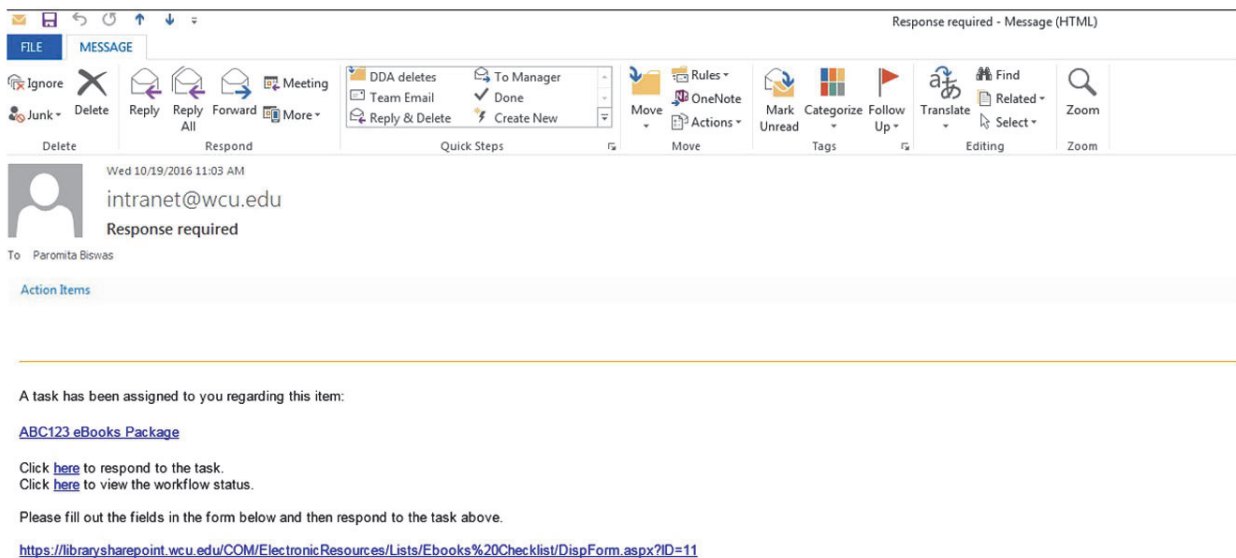 Response required - Message (HTML)
FILE MESSAGE
Ignore
Junk
Delete
Reply
Reply All
Forward
Meeting
More
DDA deletes
Team Email
Reply & Delete
To Manager
Done
Create New
Move
Rules
OneNote
Actions
Mark Unread
Categorize
Follow Up
Translate
Find
Related
Select
Zoom
Delete Respond Quick Steps Move Tags Editing Zoom
Wed 10/19/2016 11:03 AM
intranet@wcu.edu
Response required
To Paromita Biswas
Action Items
A task has been assigned to you regarding this item:
ABC123 eBooks Package
Click here to respond to the task.
Click here to view the workflow status.
Please fill out the fields in the form below and then respond to the task above.
https://librarysharepoint.wcu.edu/COM/ElectronicResources/Lists/Ebooks%20Checklist/DispForm.aspx?ID=11